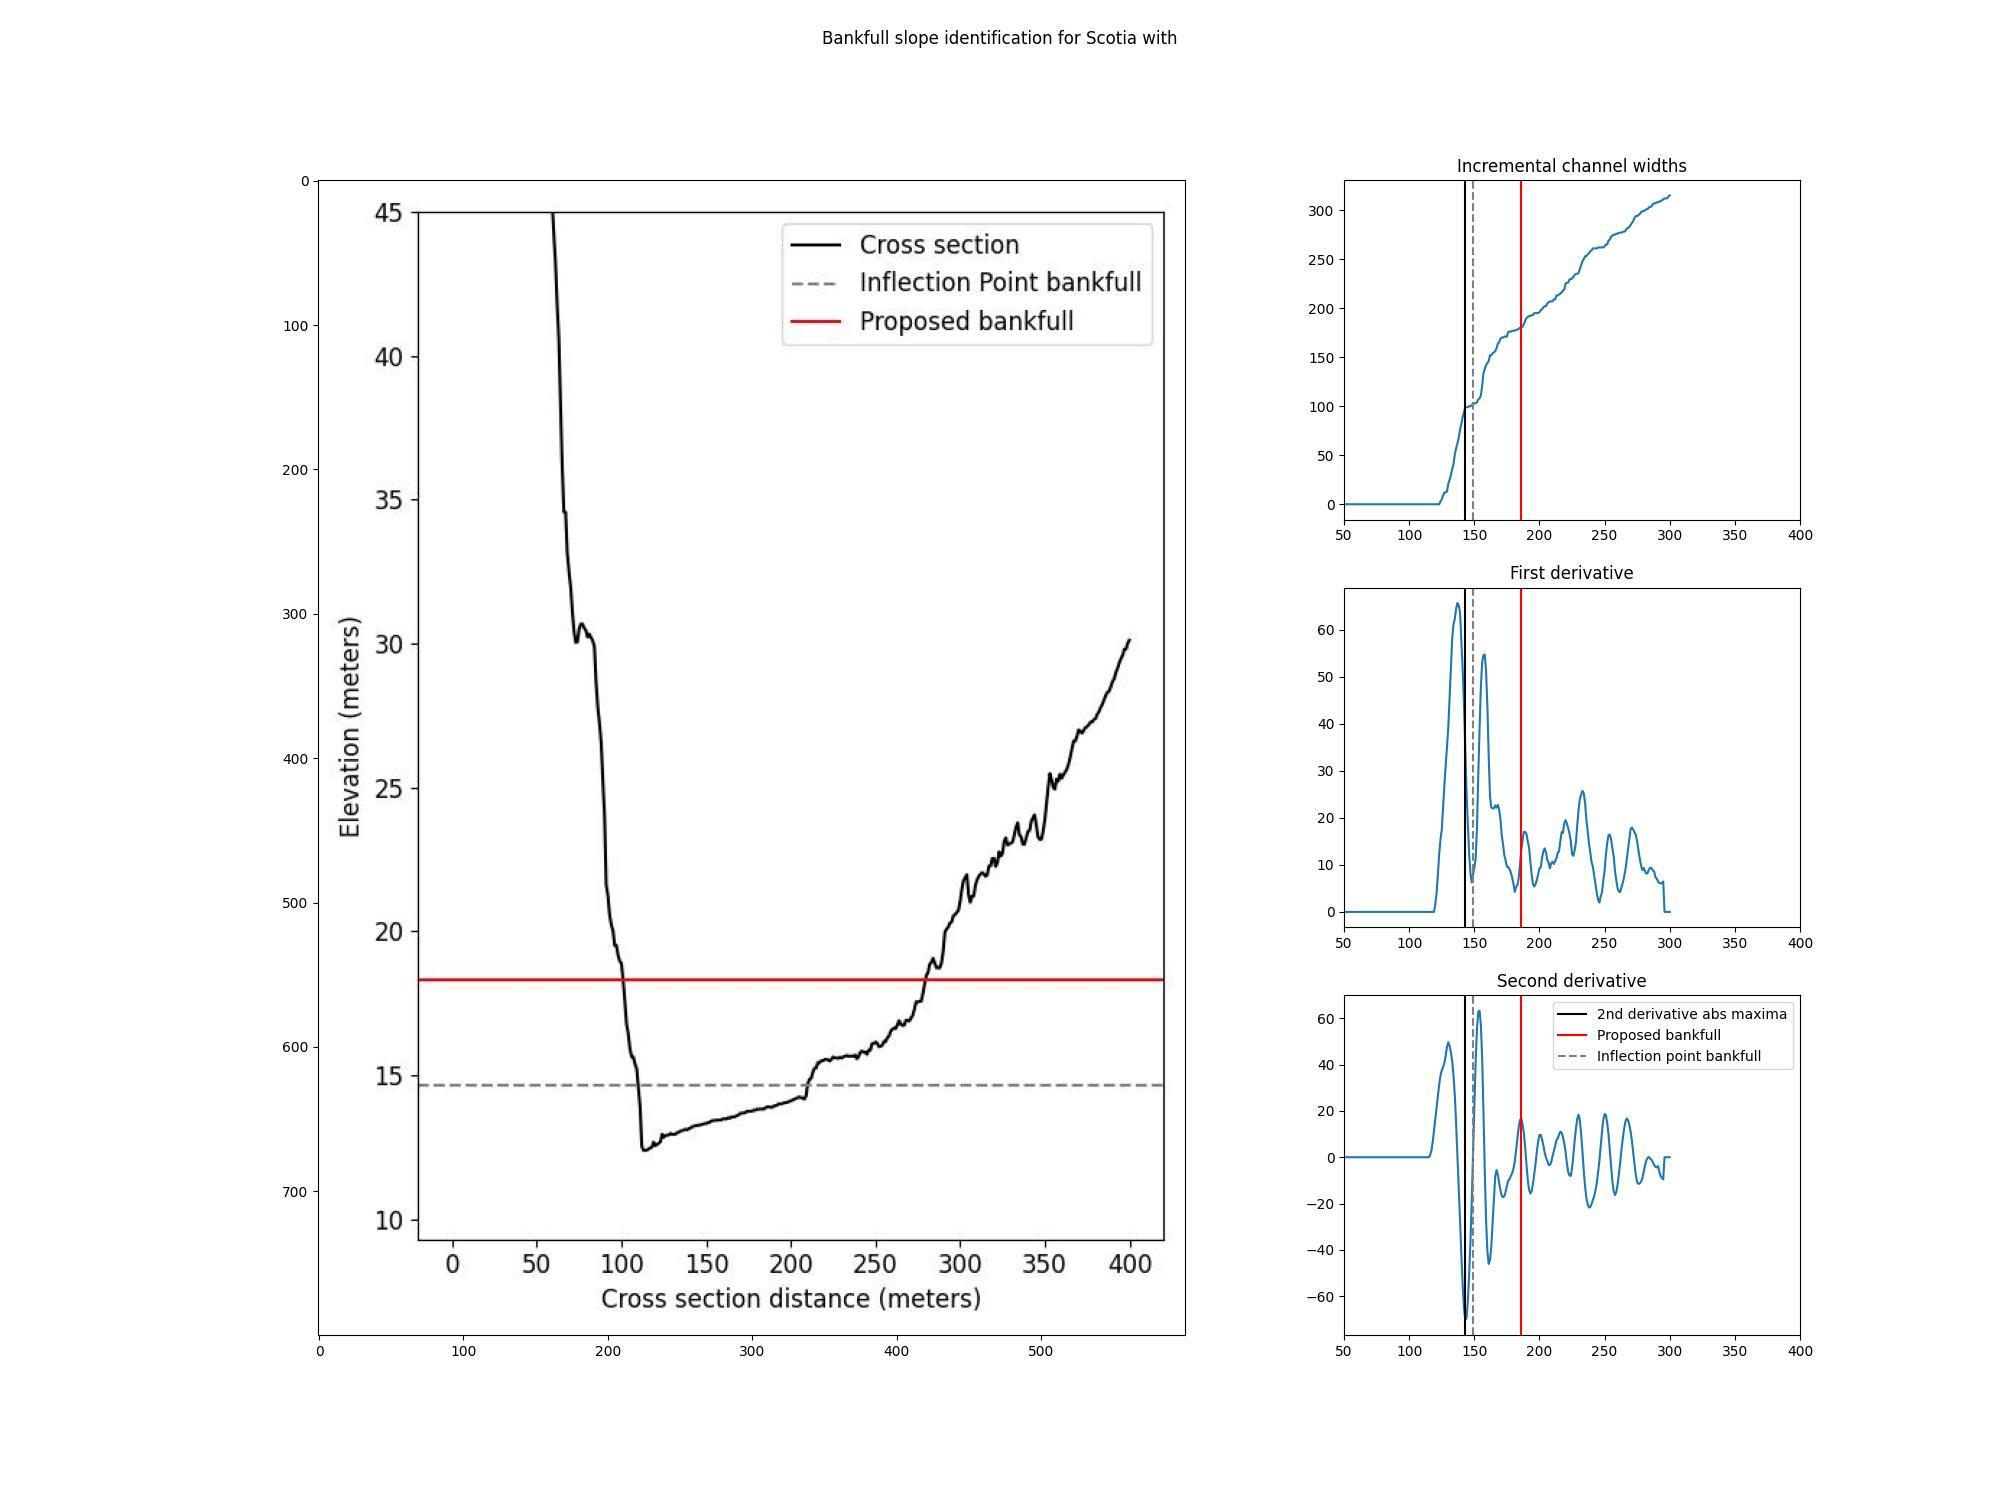 Bankfull slope identification for Scotia with
0
100
200
300
400
500
600
700
0
100
200
300
400
500
45
40
35
30
25
20
15
10
Elevation (meters)
Cross section
Inflection Point bankfull
Proposed bankfull
0 50 100 150 200 250 300 350 400
Cross section distance (meters)
Incremental channel widths
300
250
200
150
100
50
0
50 100 150 200 250 300 350 400
First derivative
60
50
40
30
20
10
0
50 100 150 200 250 300 350 400
Second derivative
2nd derivative abs maxima
Proposed bankfull
Inflection point bankfull
60
40
20
0
−20
−40
−60
50 100 150 200 250 300 350 400